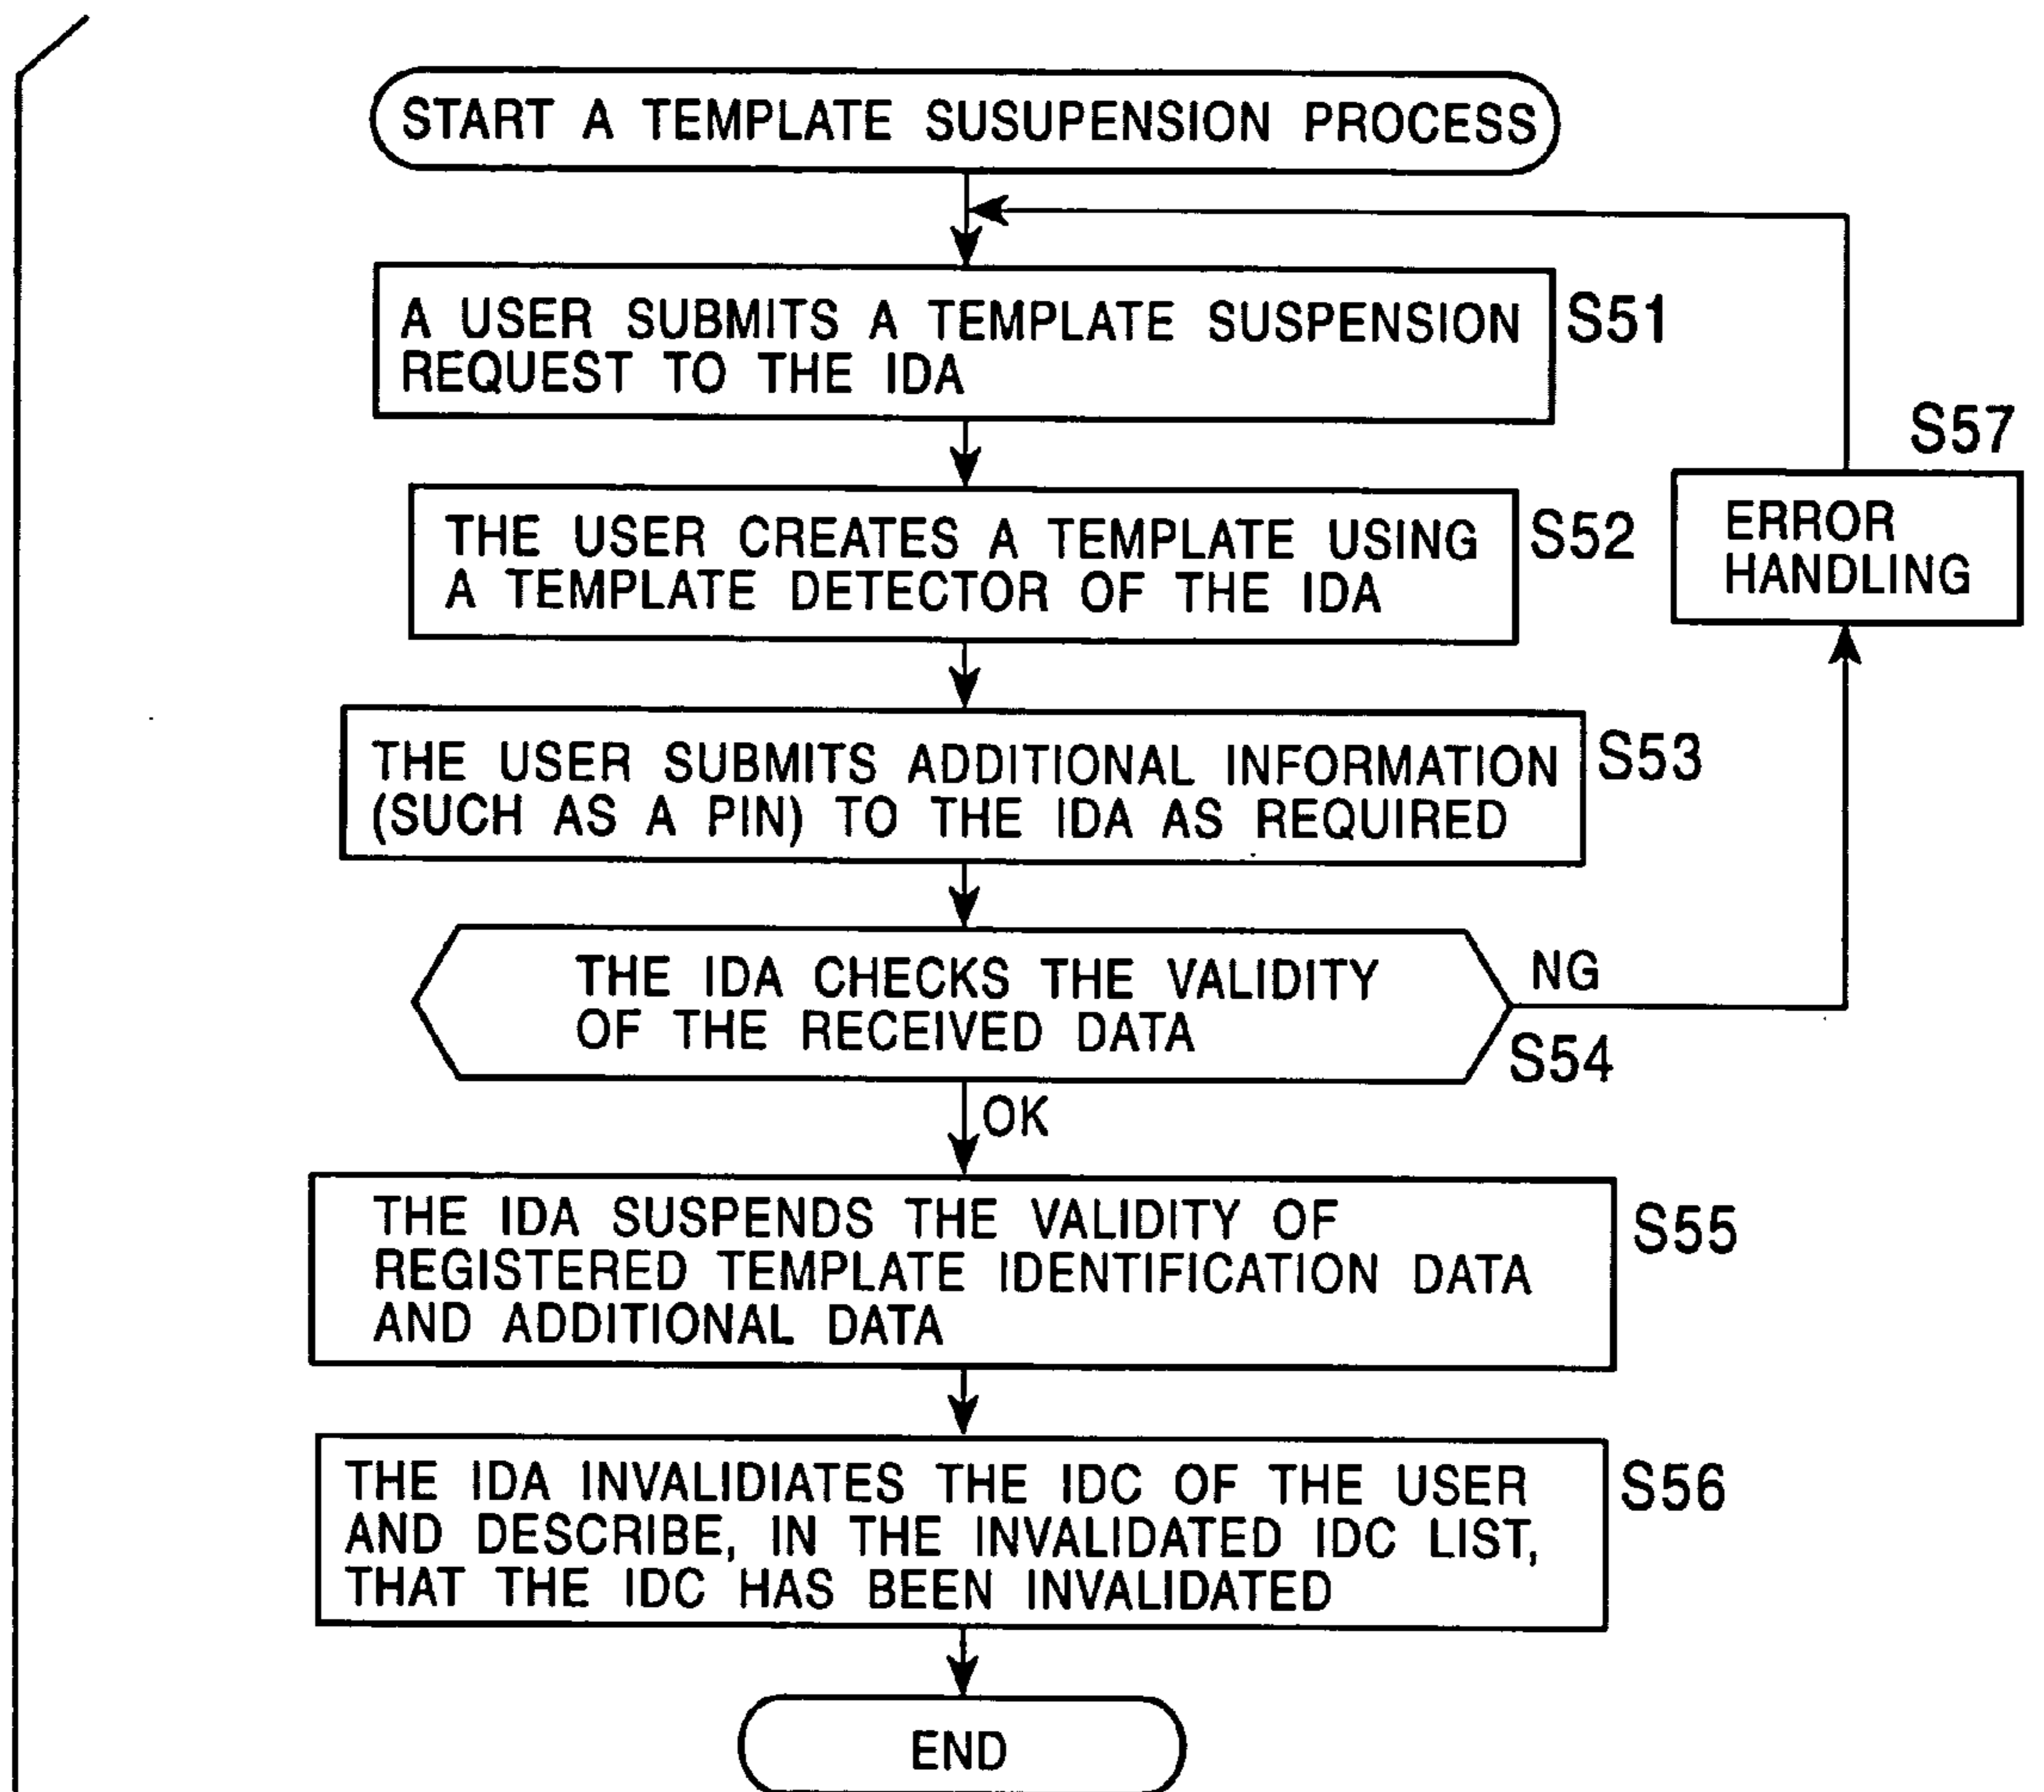 START A TEMPLATE SUSUPENSION PROCESS
A USER SUBMITS A TEMPLATE SUSPENSION
REQUEST TO THE IDA
S51
S57
ERROR
HANDLING
THE USER CREATES A TEMPLATE USING
A TEMPLATE DETECTOR OF THE IDA
S52
THE USER SUBMITS ADDITIONAL INFORMATION
(SUCH AS A PIN) TO THE IDA AS REQUIRED
S53
THE IDA CHECKS THE VALIDITY
OF THE RECEIVED DATA
NG
S54
OK
THE IDA SUSPENDS THE VALIDITY OF
REGISTERED TEMPLATE IDENTIFICATION DATA
AND ADDITIONAL DATA
S55
THE IDA INVALIDIATES THE IDC OF THE USER
AND DESCRIBE, IN THE INVALIDATED IDC LIST,
THAT THE IDC HAS BEEN INVALIDATED
S56
END